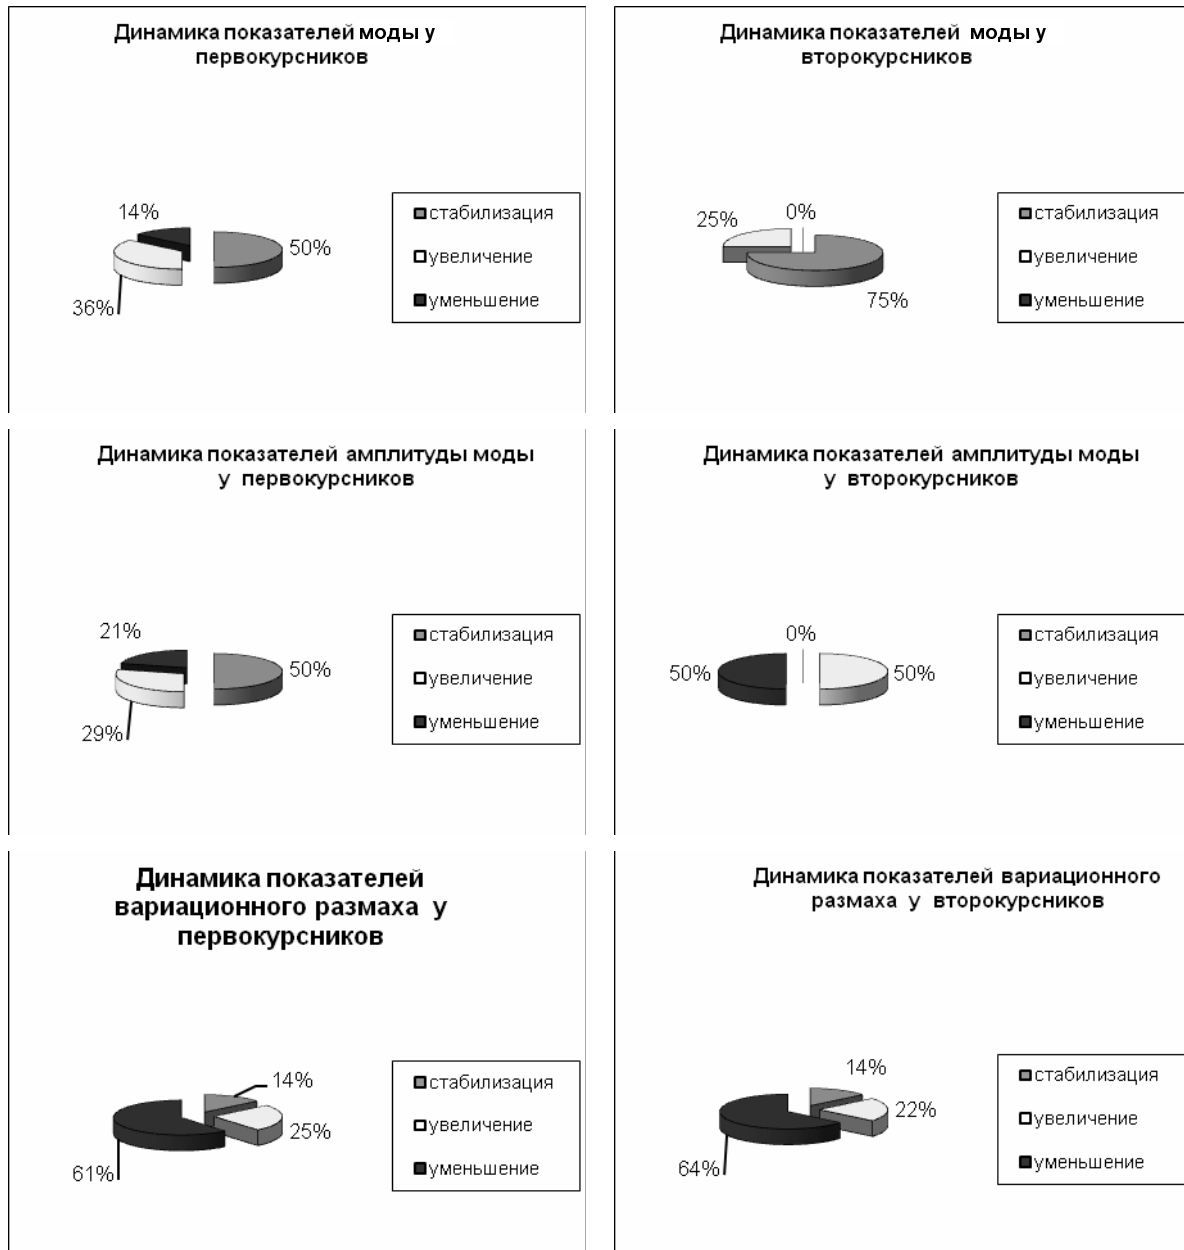 Динамика показателей моды у
первокурсников
14%
50%
36%
стабилизация
увеличение
уменьшение
Динамика показателей моды у
второкурсников
25%
0%
75%
стабилизация
увеличение
уменьшение
Динамика показателей амплитуды моды
у первокурсников
21%
50%
29%
стабилизация
увеличение
уменьшение
Динамика показателей амплитуды моды
у второкурсников
0%
50%
50%
стабилизация
увеличение
уменьшение
Динамика показателей
вариационного размаха у
первокурсников
14%
25%
61%
стабилизация
увеличение
уменьшение
Динамика показателей вариационного
размаха у второкурсников
14%
22%
64%
стабилизация
увеличение
уменьшение